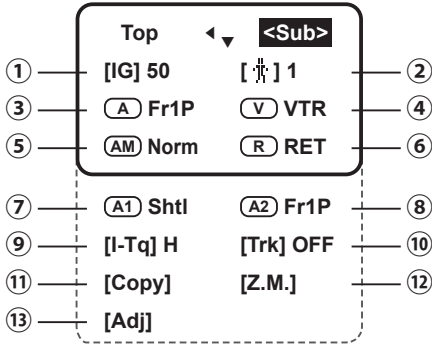 Top <Sub>
① [IG] 50 [ ] 1 ②
③ A Fr1P V VTR ④
⑤ AM Norm R RET ⑥
⑦ A1 Shtl A2 Fr1P ⑧
⑨ [I-Tq] H [Trk] OFF ⑩
⑪ [Copy] [Z.M.] ⑫
⑬ [Adj]